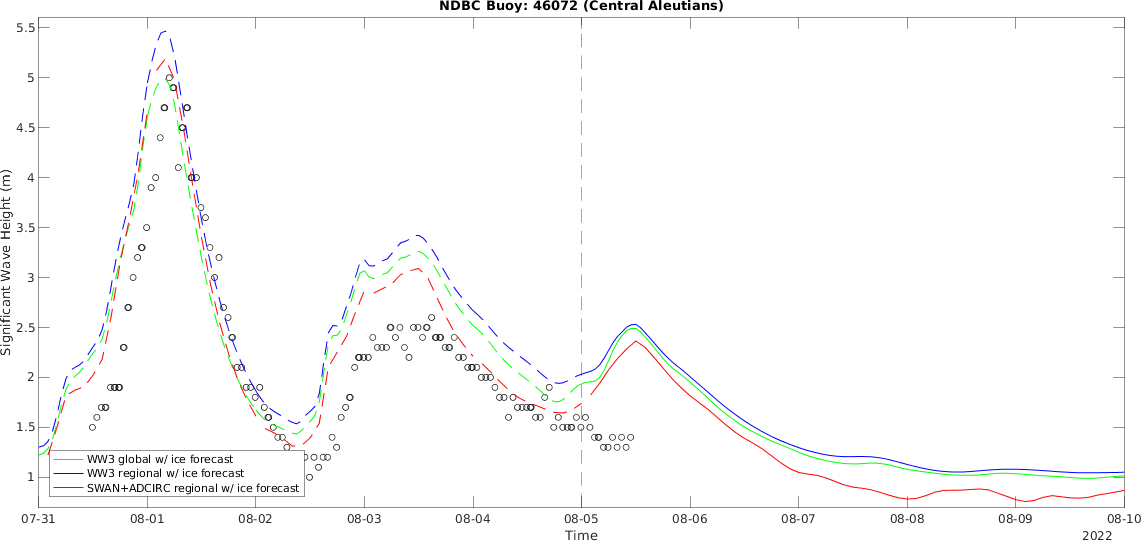 NDBC Buoy: 46072 (Central Aleutians)
5.5
5
4.5
4
3.5
3
2.5
2
1.5
1
Significant Wave Height (m)
WW3 global w/ ice forecast
WW3 regional w/ ice forecast
SWAN+ADCIRC regional w/ ice forecast
07-31 08-01 08-02 08-03 08-04 08-05 08-06 08-07 08-08 08-09 08-10
Time
2022